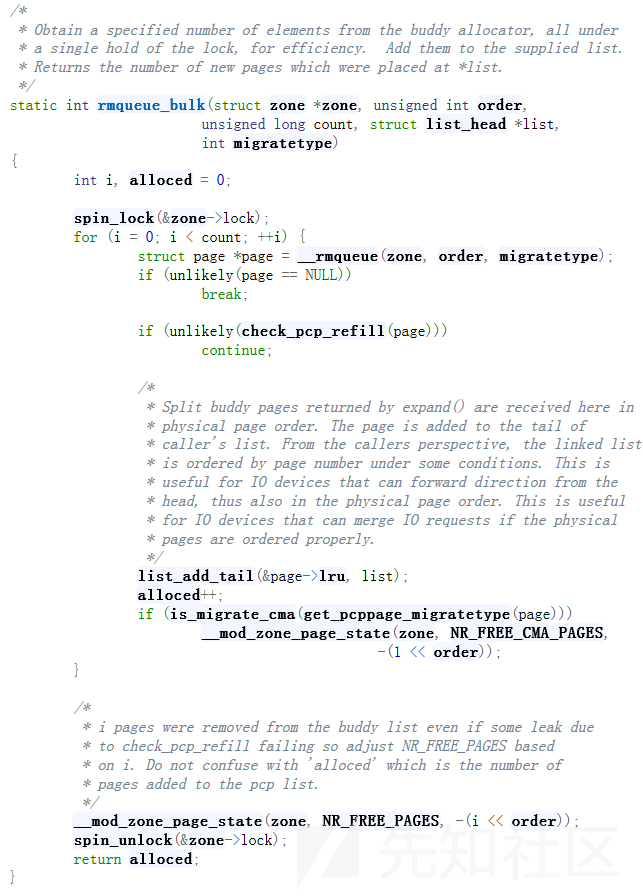 /*
 * Obtain a specified number of elements from the buddy allocator, all under
 * a single hold of the lock, for efficiency.  Add them to the supplied list.
 * Returns the number of new pages which were placed at *list.
 */
static int rmqueue_bulk(struct zone *zone, unsigned int order,
                        unsigned long count, struct list_head *list,
                        int migratetype)
{
        int i, alloced = 0;

        spin_lock(&zone->lock);
        for (i = 0; i < count; ++i) {
                struct page *page = __rmqueue(zone, order, migratetype);
                if (unlikely(page == NULL))
                        break;

                if (unlikely(check_pcp_refill(page)))
                        continue;

                /*
                 * Split buddy pages returned by expand() are received here in
                 * physical page order. The page is added to the tail of
                 * caller's list. From the callers perspective, the linked list
                 * is ordered by page number under some conditions. This is
                 * useful for IO devices that can forward direction from the
                 * head, thus also in the physical page order. This is useful
                 * for IO devices that can merge IO requests if the physical
                 * pages are ordered properly.
                 */
                list_add_tail(&page->lru, list);
                alloced++;
                if (is_migrate_cma(get_pcppage_migratetype(page)))
                        __mod_zone_page_state(zone, NR_FREE_CMA_PAGES,
                                              -(1 << order));
        }

        /*
         * i pages were removed from the buddy list even if some leak due
         * to check_pcp_refill failing so adjust NR_FREE_PAGES based
         * on i. Do not confuse with 'alloced' which is the number of
         * pages added to the pcp list.
         */
        __mod_zone_page_state(zone, NR_FREE_PAGES, -(i << order));
        spin_unlock(&zone->lock);
        return alloced;
}
先知社区